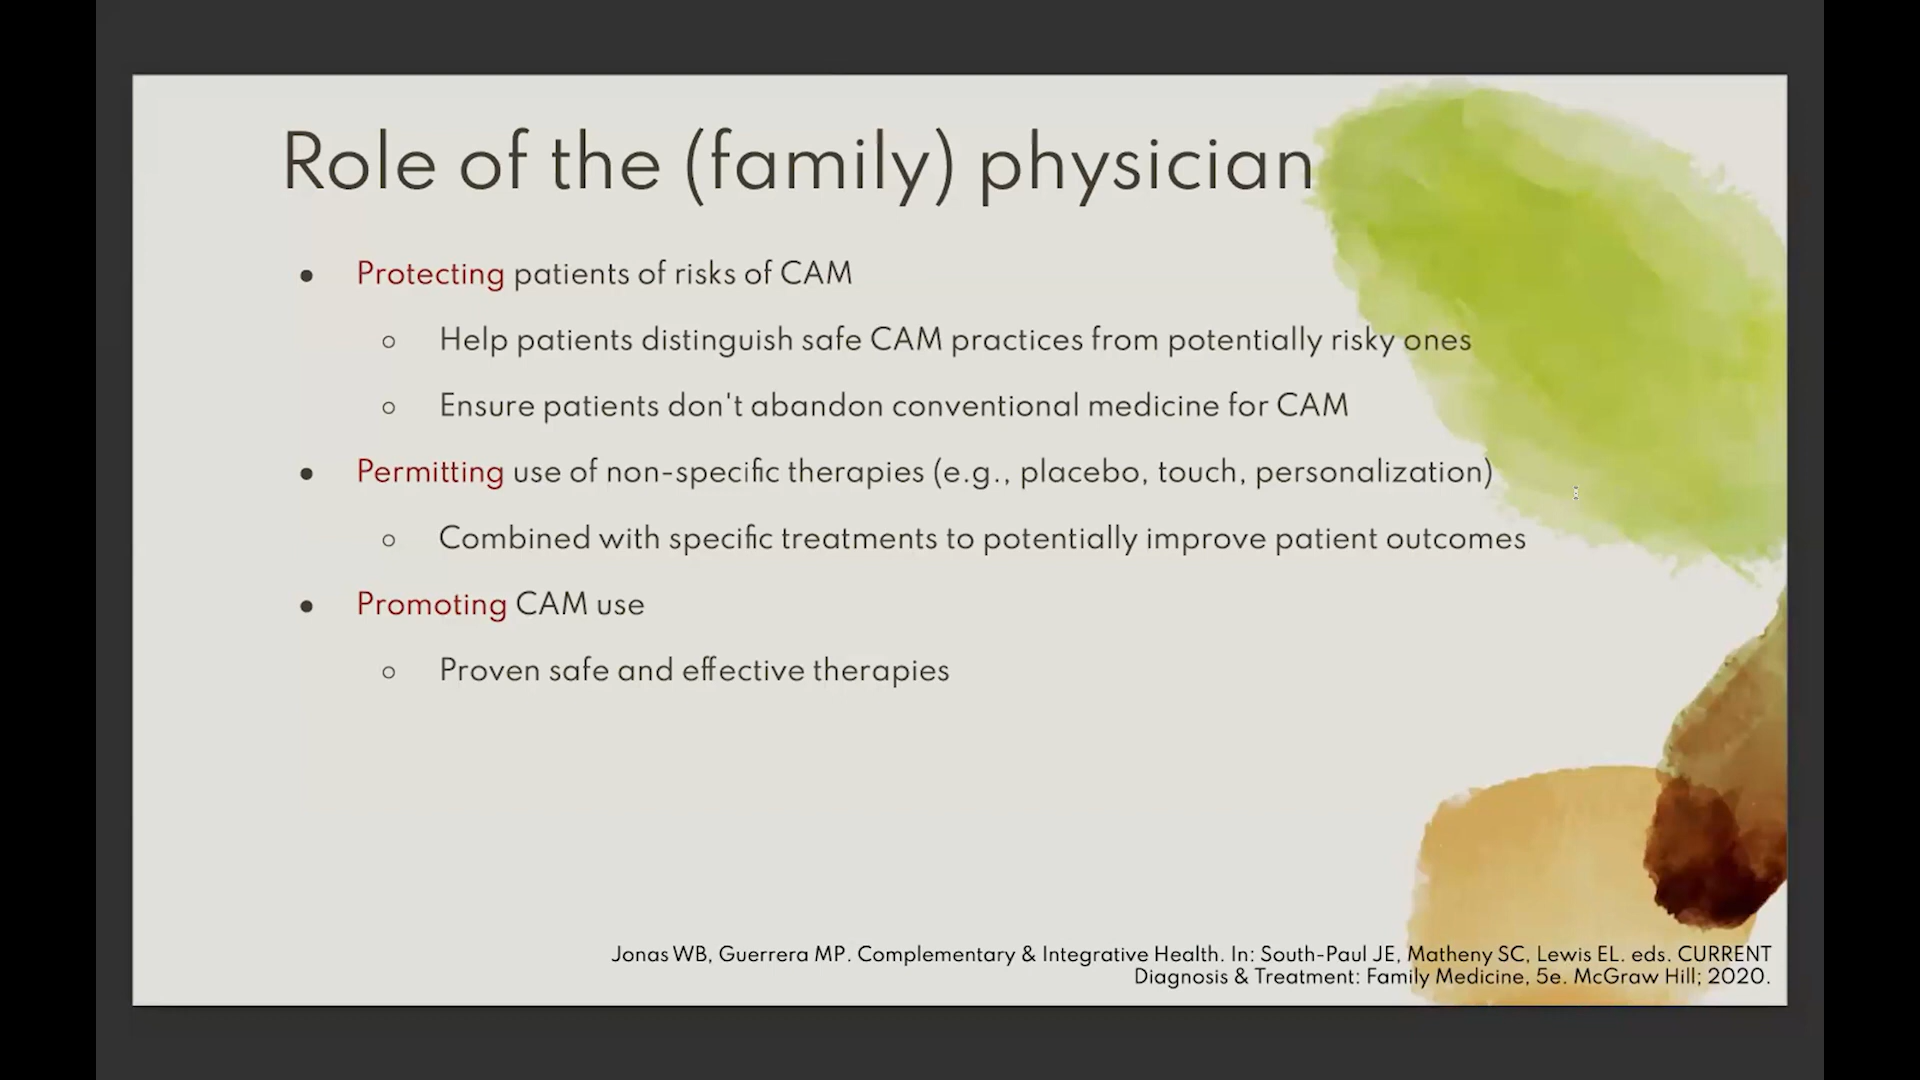 Role of the (family) physician
● Protecting patients of risks of CAM
○ Help patients distinguish safe CAM practices from potentially risky ones
○ Ensure patients don't abandon conventional medicine for CAM
● Permitting use of non-specific therapies (e.g., placebo, touch, personalization)
○ Combined with specific treatments to potentially improve patient outcomes
● Promoting CAM use
○ Proven safe and effective therapies
Jonas WB, Guerrera MP. Complementary & Integrative Health. In: South-Paul JE, Matheny SC, Lewis EL. eds. CURRENT
Diagnosis & Treatment: Family Medicine, 5e. McGraw Hill; 2020.